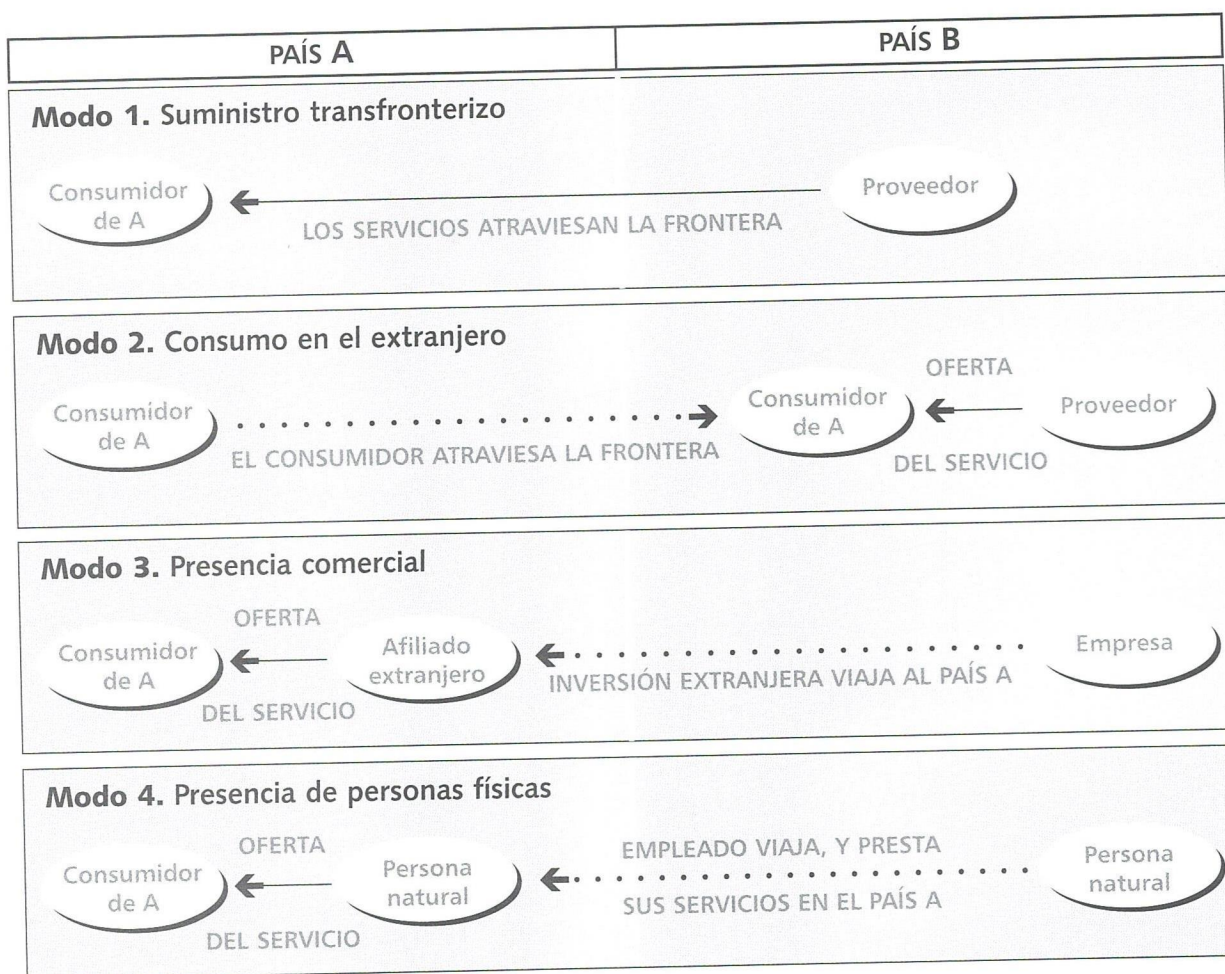 PAÍS A
PAÍS B
Modo 1. Suministro transfronterizo
Consumidor
de A
Proveedor
LOS SERVICIOS ATRAVIESAN LA FRONTERA
Modo 2. Consumo en el extranjero
Consumidor
de A
EL CONSUMIDOR ATRAVIESA LA FRONTERA
Consumidor
de A
OFERTA
DEL SERVICIO
Proveedor
Modo 3. Presencia comercial
Consumidor
de A
OFERTA
DEL SERVICIO
Afiliado
extranjero
INVERSIÓN EXTRANJERA VIAJA AL PAÍS A
Empresa
Modo 4. Presencia de personas físicas
Consumidor
de A
OFERTA
DEL SERVICIO
Persona
natural
EMPLEADO VIAJA, Y PRESTA
SUS SERVICIOS EN EL PAÍS A
Persona
natural